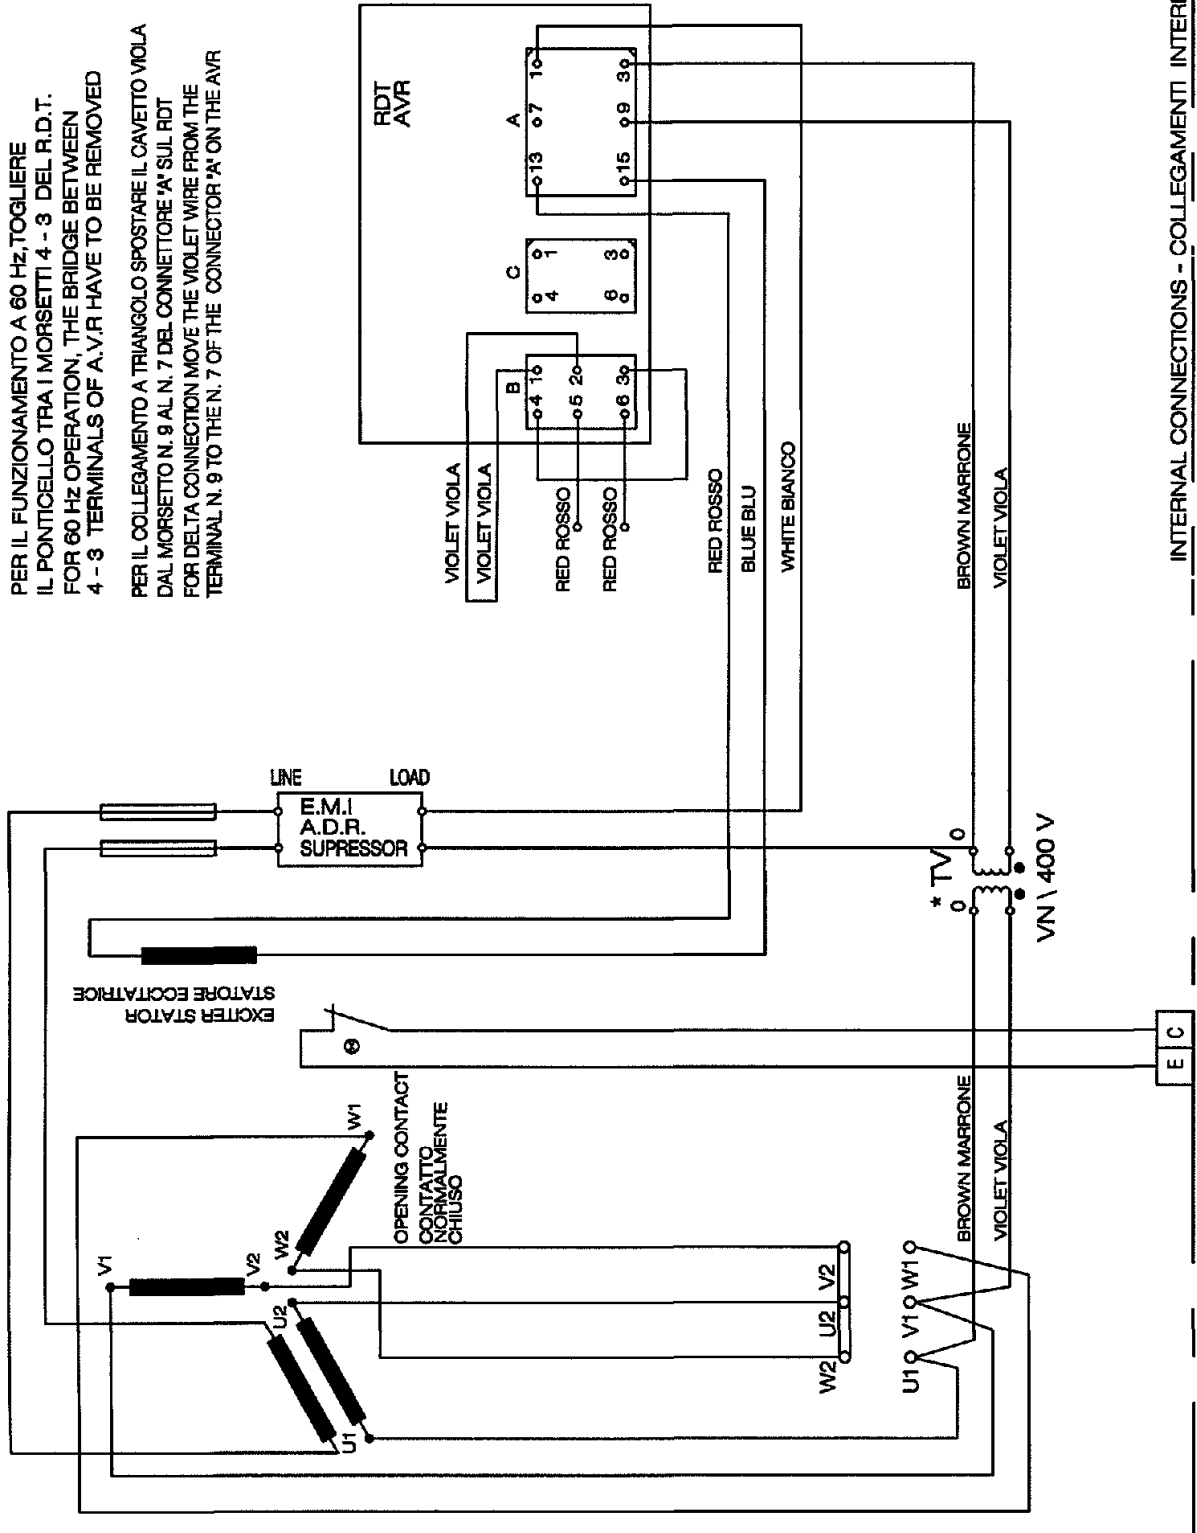 PER IL FUNZIONAMENTO A 60 Hz,TOGLIERE
IL PONTICELLO TRA I MORSETTI 4 - 3 DEL R.D.T.
FOR 60 Hz OPERATION, THE BRIDGE BETWEEN
4 - 3 TERMINALS OF A.V.R HAVE TO BE REMOVED
PER IL COLLEGAMENTO A TRIANGOLO SPOSTARE IL CAVETTO VIOLA
DAL MORSETTO N. 9 AL N. 7 DEL CONNETTORE "A" SUL RDT
FOR DELTA CONNECTION MOVE THE VIOLET WIRE FROM THE
TERMINAL N. 9 TO THE N. 7 OF THE CONNECTOR "A" ON THE AVR
RDT
AVR
A
13 7 1
15 9 3
C
4 1
6 3
B
4 1
5 2
6 3
VIOLET VIOLA
VIOLET VIOLA
RED ROSSO
RED ROSSO
RED ROSSO
BLUE BLU
WHITE BIANCO
BROWN MARRONE
VIOLET VIOLA
LINE
LOAD
E.M.I
A.D.R.
SUPRESSOR
* TV
0 0
VN \ 400 V
EXCITER STATOR
STATORE ECCITATRICE
OPENING CONTACT
CONTATTO
NORMALMENTE
CHIUSO
E C
V1
V2
W2
W1
U2
U1
BROWN MARRONE
VIOLET VIOLA
W2 U2 V2
U1 V1 W1
INTERNAL CONNECTIONS - COLLEGAMENTI